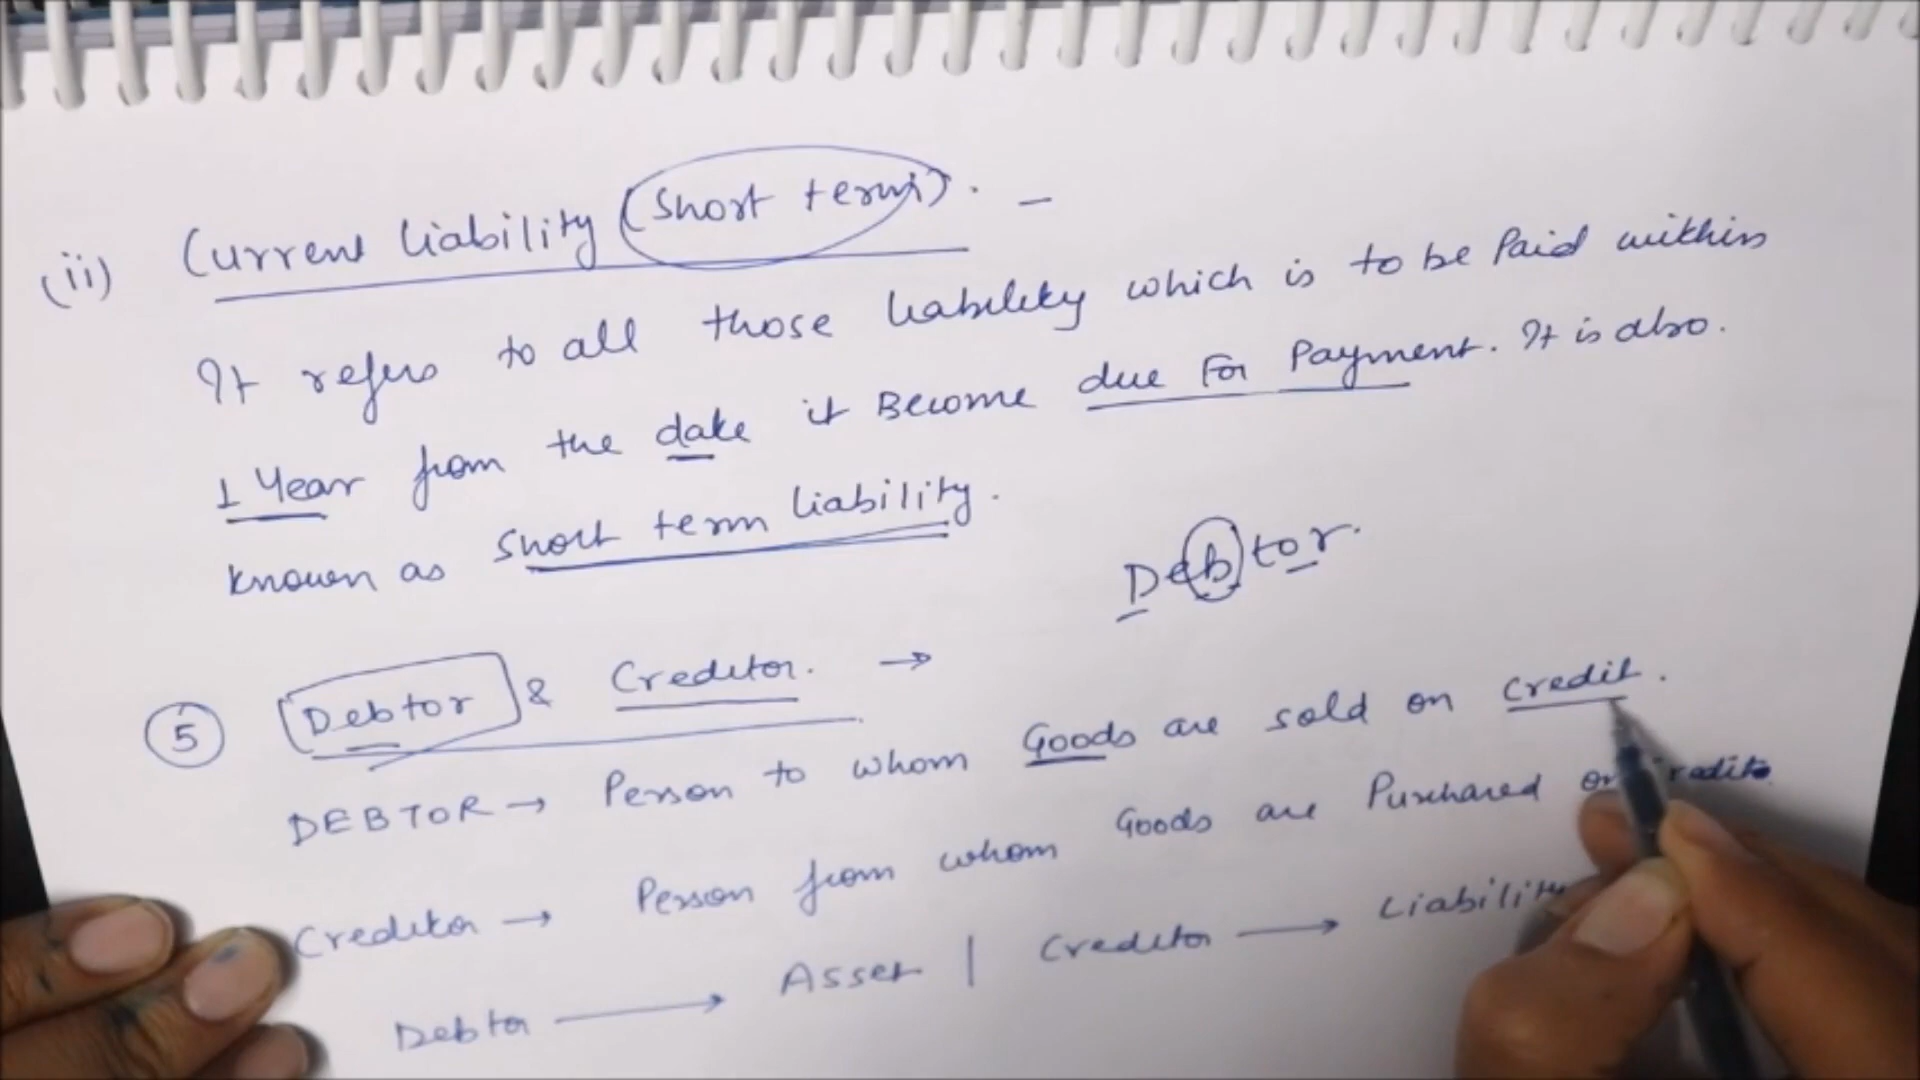 (ii) Current liability (Short term). -
It refers to all those liability which is to be Paid within
1 Year from the date it Become due For Payment. It is also.
known as Short term liability.
Debtor.
5 Debtor & Creditor. →
DEBTOR → Person to whom Goods are sold on credit.
Creditor → Person from whom Goods are Purchased on
Debtor → Asset | Creditor → Liability